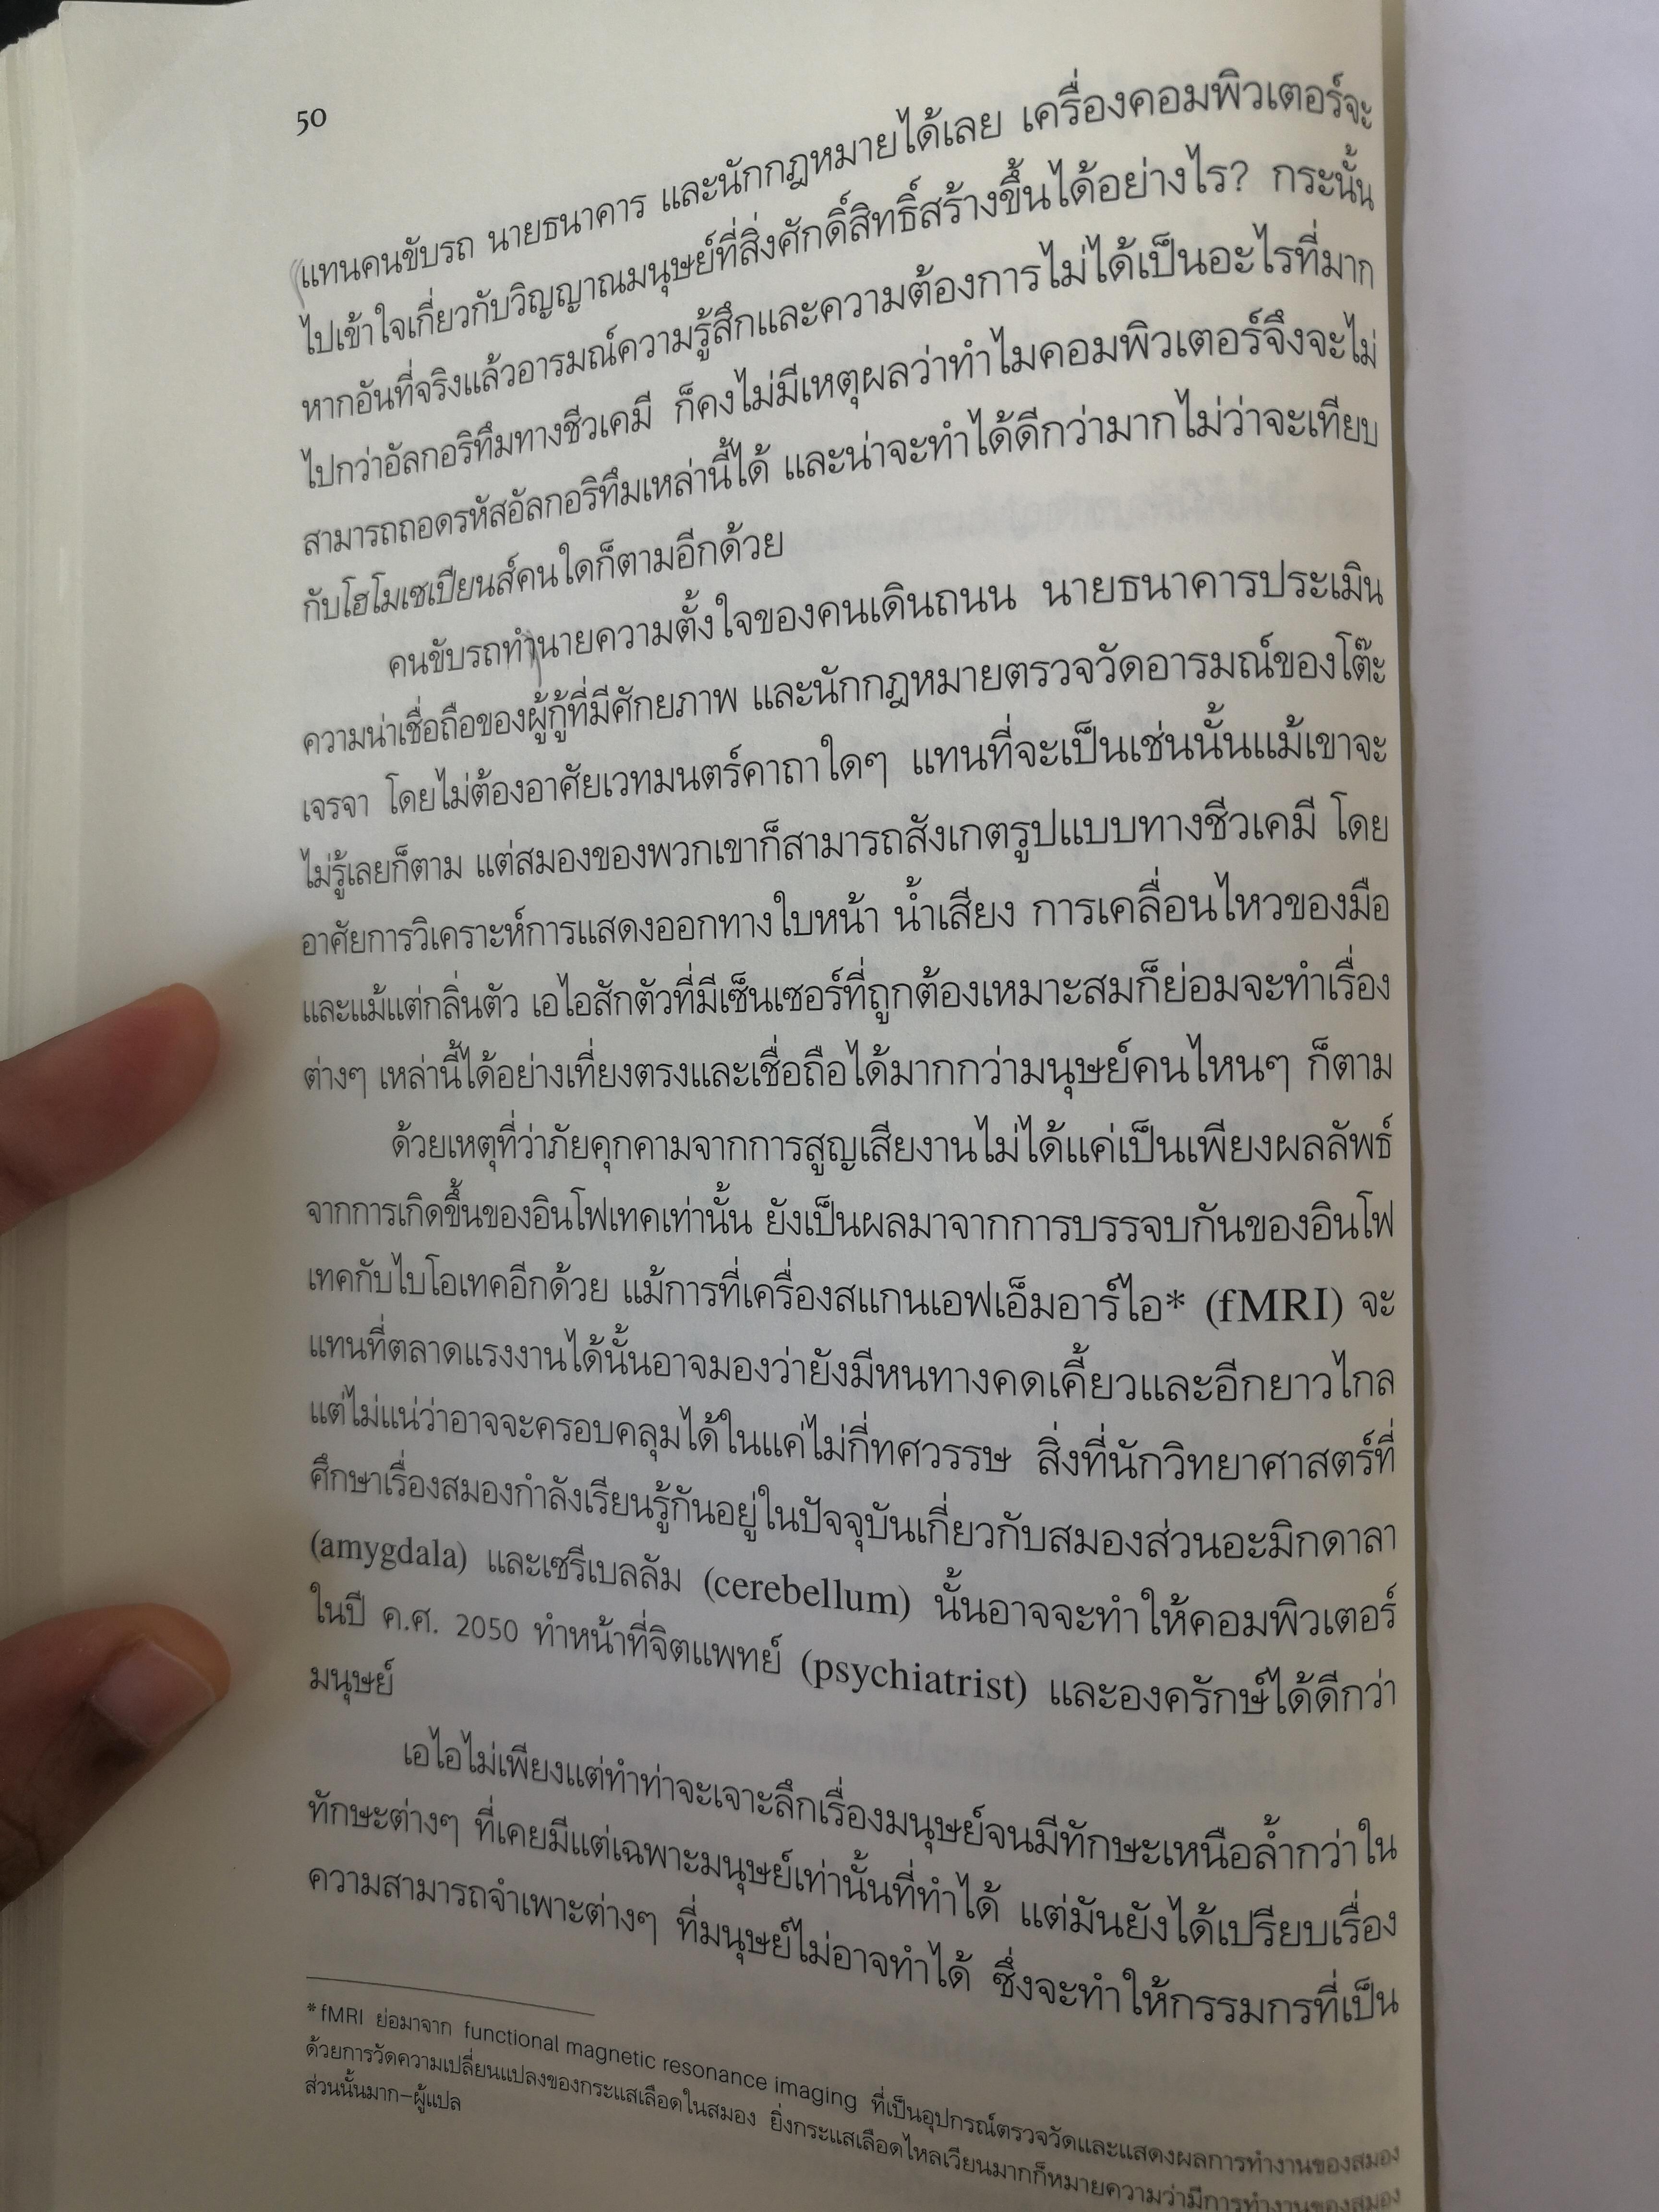 50
แทนคนขับรถ นายธนาคาร และนักกฎหมายได้เลย เครื่องคอมพิวเตอร์จะ
ไปเข้าใจเกี่ยวกับวิญญาณมนุษย์ที่สิ่งศักดิ์สิทธิ์สร้างขึ้นได้อย่างไร? กระนั้น
หากอันที่จริงแล้วอารมณ์ความรู้สึกและความต้องการไม่ได้เป็นอะไรที่มาก
ไปกว่าอัลกอริทึมทางชีวเคมี ก็คงไม่มีเหตุผลว่าทำไมคอมพิวเตอร์จึงจะไม่
สามารถถอดรหัสอัลกอริทึมเหล่านี้ได้ และน่าจะทำได้ดีกว่ามากไม่ว่าจะเทียบ
กับโฮโมเซเปียนส์คนใดก็ตามอีกด้วย
คนขับรถทำนายความตั้งใจของคนเดินถนน นายธนาคารประเมิน
ความน่าเชื่อถือของผู้กู้ที่มีศักยภาพ และนักกฎหมายตรวจวัดอารมณ์ของโต๊ะ
เจรจา โดยไม่ต้องอาศัยเวทมนตร์คาถาใดๆ แทนที่จะเป็นเช่นนั้นแม้เขาจะ
ไม่รู้เลยก็ตาม แต่สมองของพวกเขาก็สามารถสังเกตรูปแบบทางชีวเคมี โดย
อาศัยการวิเคราะห์การแสดงออกทางใบหน้า น้ำเสียง การเคลื่อนไหวของมือ
และแม้แต่กลิ่นตัว เอไอสักตัวที่มีเซ็นเซอร์ที่ถูกต้องเหมาะสมก็ย่อมจะทำเรื่อง
ต่างๆ เหล่านี้ได้อย่างเที่ยงตรงและเชื่อถือได้มากกว่ามนุษย์คนไหนๆ ก็ตาม
ด้วยเหตุที่ว่าภัยคุกคามจากการสูญเสียงานไม่ได้แค่เป็นเพียงผลลัพธ์
จากการเกิดขึ้นของอินโฟเทคเท่านั้น ยังเป็นผลมาจากการบรรจบกันของอินโฟ
เทคกับไบโอเทคอีกด้วย แม้การที่เครื่องสแกนเอฟเอ็มอาร์ไอ* (fMRI) จะ
แทนที่ตลาดแรงงานได้นั้นอาจมองว่ายังมีหนทางคดเคี้ยวและอีกยาวไกล
แต่ไม่แน่ว่าอาจจะครอบคลุมได้ในแค่ไม่กี่ทศวรรษ สิ่งที่นักวิทยาศาสตร์ที่
ศึกษาเรื่องสมองกำลังเรียนรู้กันอยู่ในปัจจุบันเกี่ยวกับสมองส่วนอะมิกดาลา
(amygdala) และเซรีเบลลัม (cerebellum) นั้นอาจจะทำให้คอมพิวเตอร์
ในปี ค.ศ. 2050 ทำหน้าที่จิตแพทย์ (psychiatrist) และองครักษ์ได้ดีกว่า
มนุษย์
เอไอไม่เพียงแต่ทำท่าจะเจาะลึกเรื่องมนุษย์จนมีทักษะเหนือล้ำกว่าใน
ทักษะต่างๆ ที่เคยมีแต่เฉพาะมนุษย์เท่านั้นที่ทำได้ แต่มันยังได้เปรียบเรื่อง
ความสามารถจำเพาะต่างๆ ที่มนุษย์ไม่อาจทำได้ ซึ่งจะทำให้กรรมกรที่เป็น
*fMRI ย่อมาจาก functional magnetic resonance imaging ที่เป็นอุปกรณ์ตรวจวัดและแสดงผลการทำงานของสมอง
ด้วยการวัดความเปลี่ยนแปลงของกระแสเลือดในสมอง ยิ่งกระแสเลือดไหลเวียนมากก็หมายความว่ามีการทำงานของสมอง
ส่วนนั้นมาก–ผู้แปล